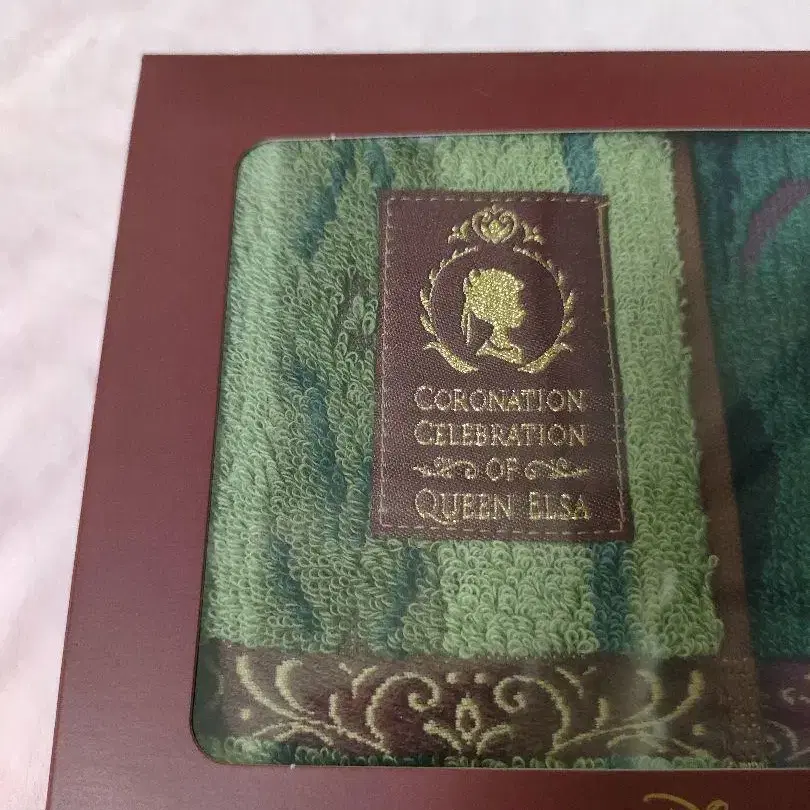 CORONATION
CELEBRATION
OF
QUEEN ELSA